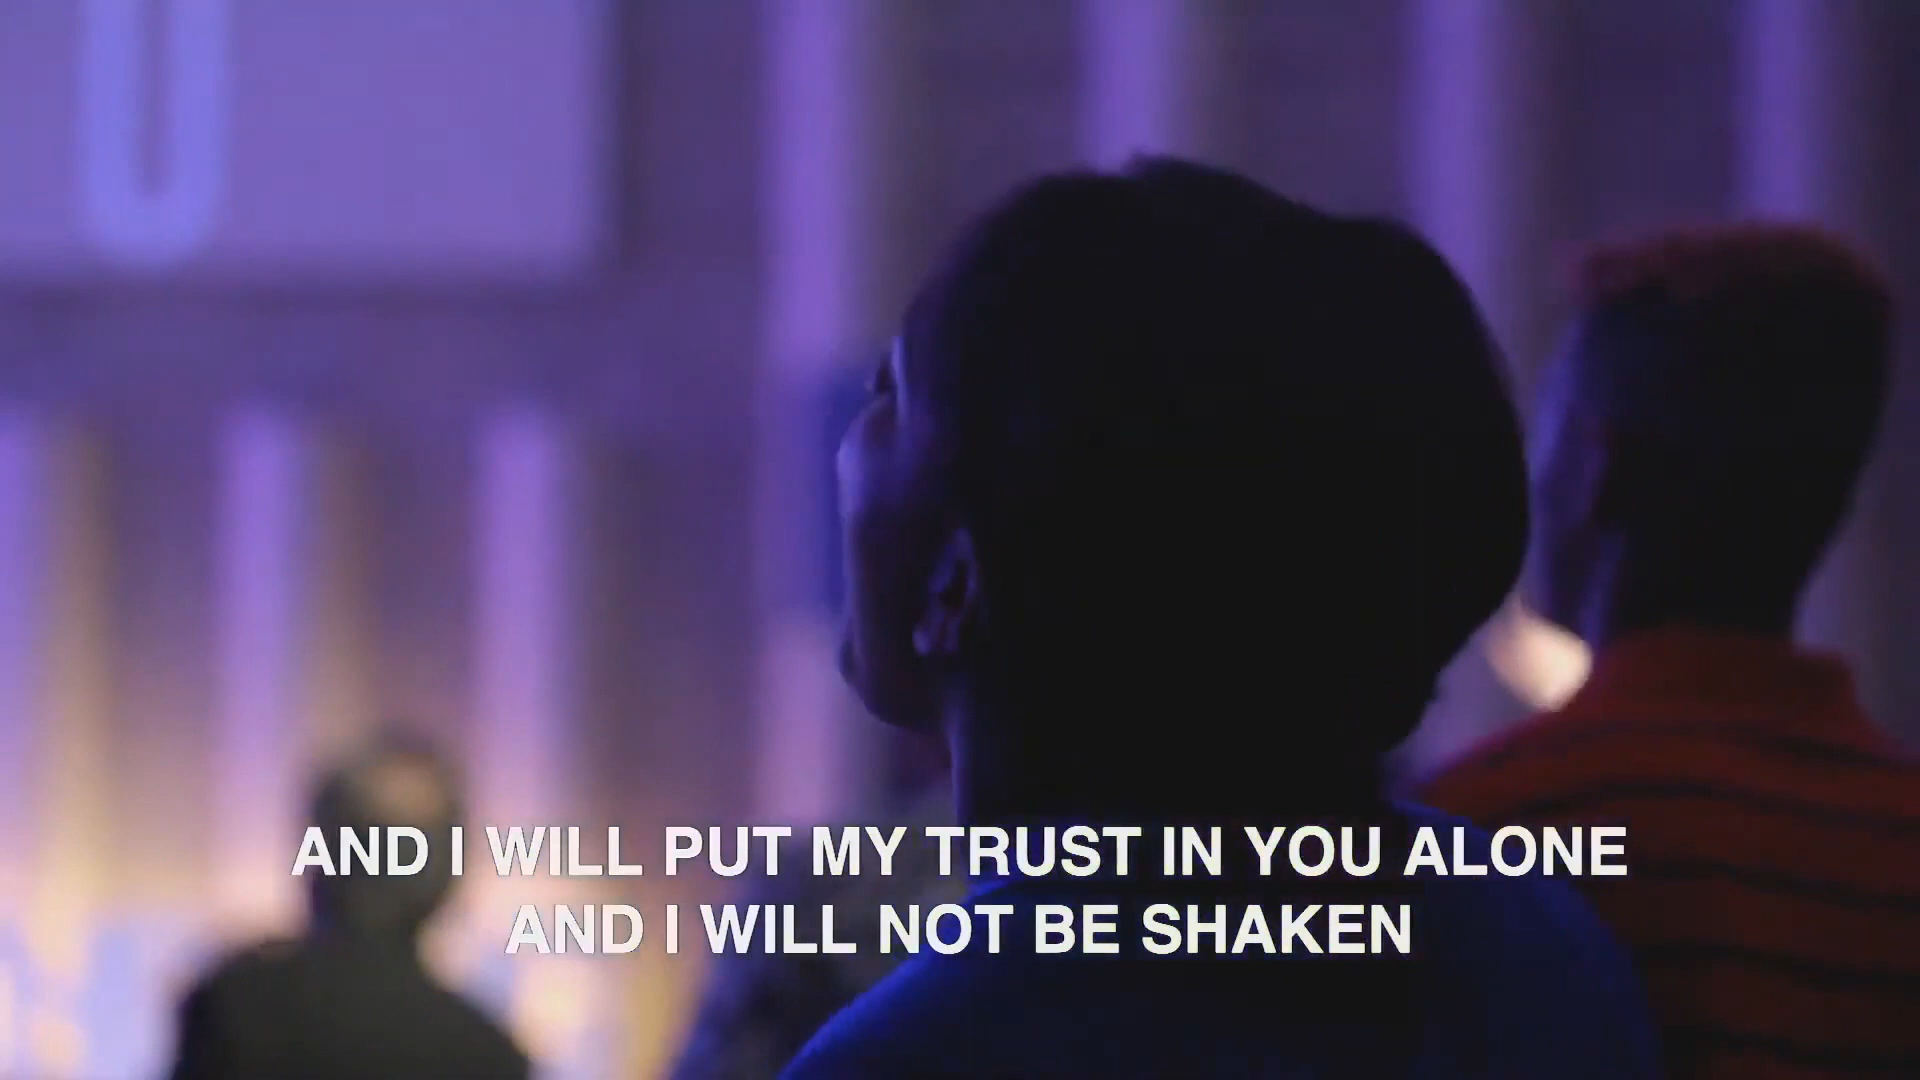 U
AND I WILL PUT MY TRUST IN YOU ALONE
AND I WILL NOT BE SHAKEN